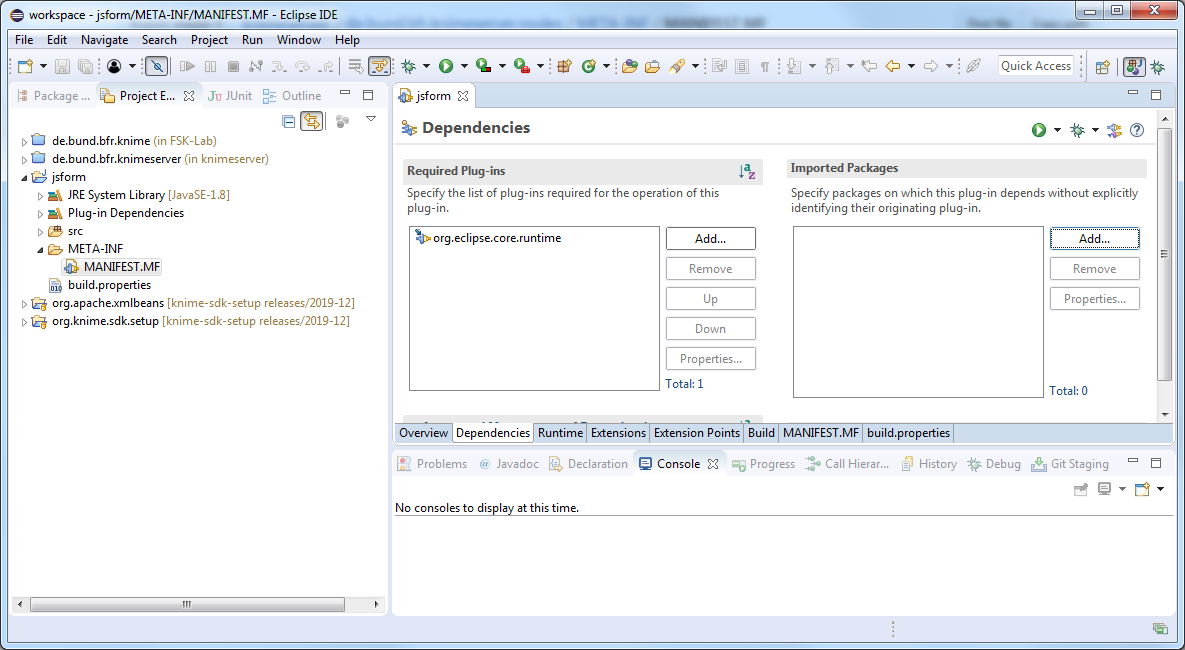 workspace - jsform/META-INF/MANIFEST.MF - Eclipse IDE
File Edit Navigate Search Project Run Window Help
Quick Access
Package ... Project E... JUnit Outline
de.bund.bfr.knime (in FSK-Lab)
de.bund.bfr.knimeserver (in knimeserver)
jsform
JRE System Library [JavaSE-1.8]
Plug-in Dependencies
src
META-INF
MANIFEST.MF
build.properties
org.apache.xmlbeans [knime-sdk-setup releases/2019-12]
org.knime.sdk.setup [knime-sdk-setup releases/2019-12]
jsform
Dependencies
Required Plug-ins
Specify the list of plug-ins required for the operation of this
plug-in.
org.eclipse.core.runtime
Add...
Remove
Up
Down
Properties...
Total: 1
Imported Packages
Specify packages on which this plug-in depends without explicitly
identifying their originating plug-in.
Add...
Remove
Properties...
Total: 0
Overview Dependencies Runtime Extensions Extension Points Build MANIFEST.MF build.properties
Problems Javadoc Declaration Console Progress Call Hierar... History Debug Git Staging
No consoles to display at this time.